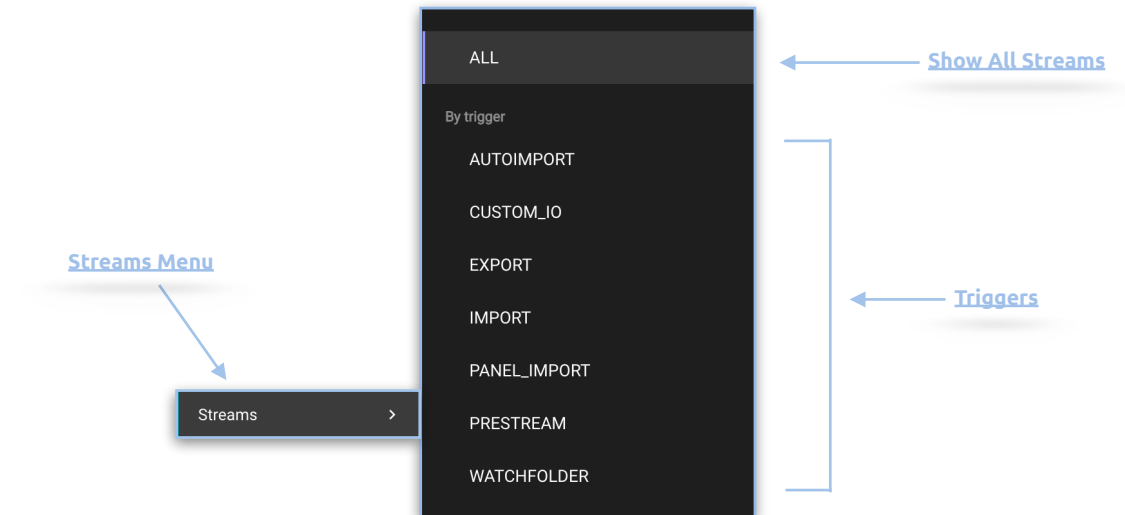 ALL
Show All Streams
By trigger
AUTOIMPORT
CUSTOM_IO
EXPORT
Streams Menu
Triggers
IMPORT
PANEL_IMPORT
Streams
PRESTREAM
WATCHFOLDER